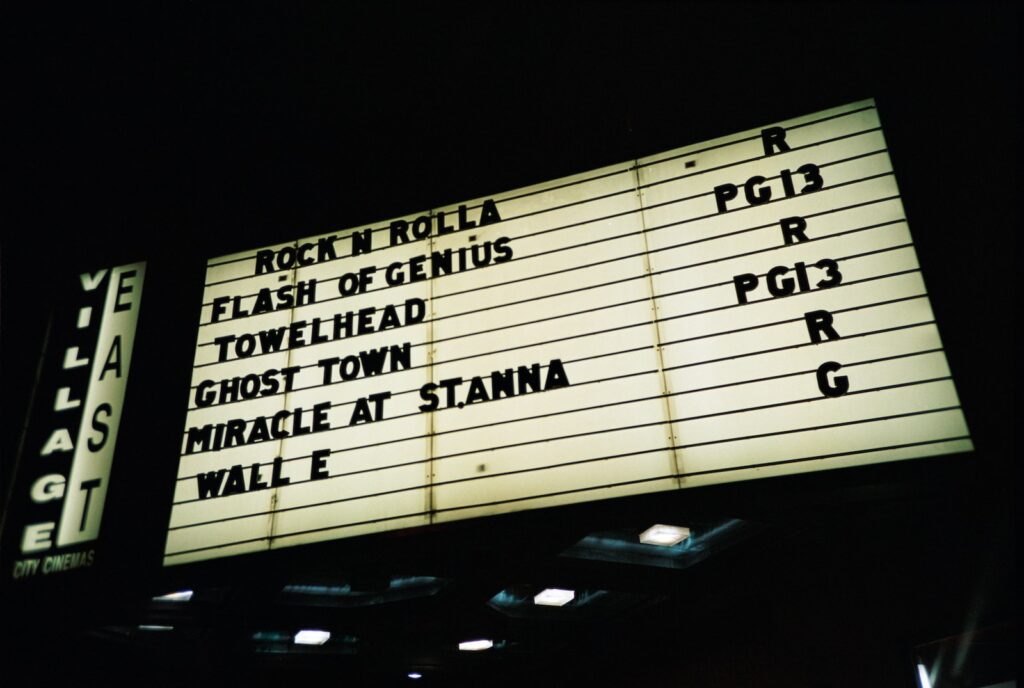 VILLAGE
EAST
CITY CINEMAS
ROCK N ROLLA R
FLASH OF GENIUS PG13
TOWELHEAD R
GHOST TOWN PG13
MIRACLE AT ST.ANNA R
WALL E G